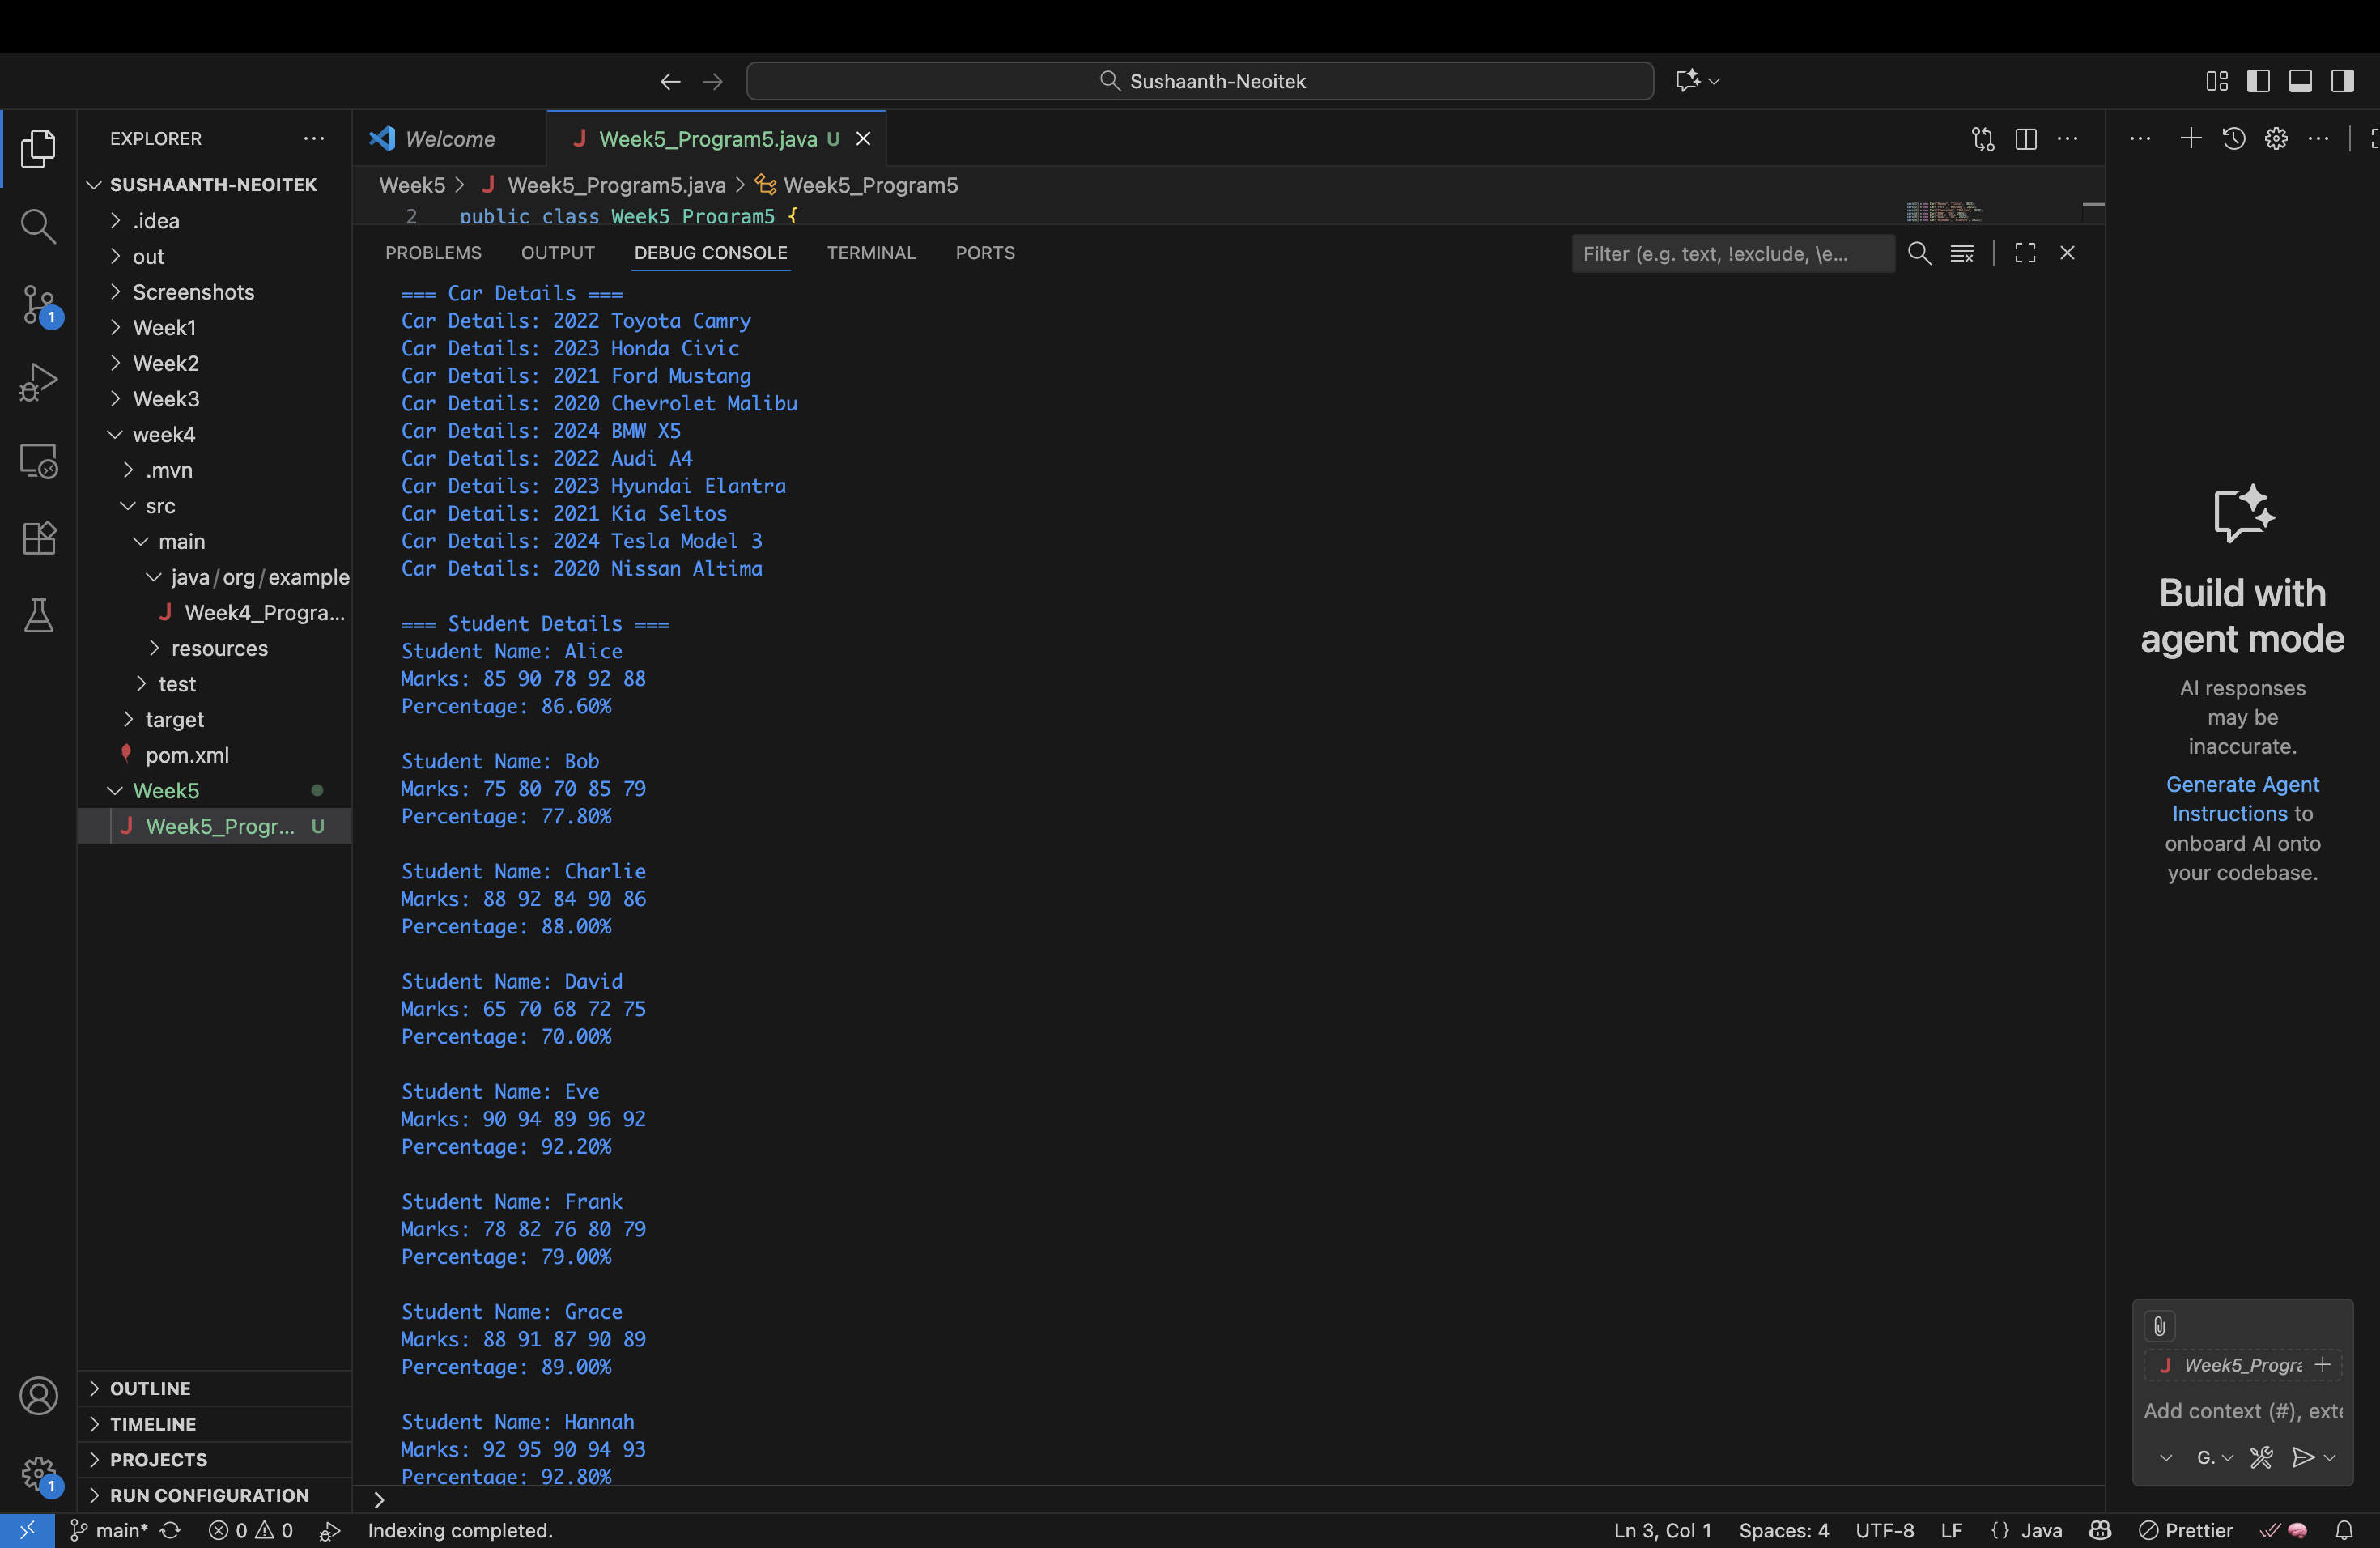 Sushaanth-Neoitek
EXPLORER
SUSHAANTH-NEOITEK
.idea
out
Screenshots
Week1
Week2
Week3
week4
.mvn
src
main
java/org/example
Week4_Progra...
resources
test
target
pom.xml
Week5
Week5_Progr... U
OUTLINE
TIMELINE
PROJECTS
RUN CONFIGURATION
1
1
Welcome
Week5_Program5.java U
Week5 > Week5_Program5.java > Week5_Program5
2 public class Week5_Program5 {
PROBLEMS OUTPUT DEBUG CONSOLE TERMINAL PORTS
Filter (e.g. text, !exclude, \e...
=== Car Details ===
Car Details: 2022 Toyota Camry
Car Details: 2023 Honda Civic
Car Details: 2021 Ford Mustang
Car Details: 2020 Chevrolet Malibu
Car Details: 2024 BMW X5
Car Details: 2022 Audi A4
Car Details: 2023 Hyundai Elantra
Car Details: 2021 Kia Seltos
Car Details: 2024 Tesla Model 3
Car Details: 2020 Nissan Altima
=== Student Details ===
Student Name: Alice
Marks: 85 90 78 92 88
Percentage: 86.60%
Student Name: Bob
Marks: 75 80 70 85 79
Percentage: 77.80%
Student Name: Charlie
Marks: 88 92 84 90 86
Percentage: 88.00%
Student Name: David
Marks: 65 70 68 72 75
Percentage: 70.00%
Student Name: Eve
Marks: 90 94 89 96 92
Percentage: 92.20%
Student Name: Frank
Marks: 78 82 76 80 79
Percentage: 79.00%
Student Name: Grace
Marks: 88 91 87 90 89
Percentage: 89.00%
Student Name: Hannah
Marks: 92 95 90 94 93
Percentage: 92.80%
Build with
agent mode
AI responses
may be
inaccurate.
Generate Agent
Instructions to
onboard AI onto
your codebase.
Week5_Progra
Add context (#), exte
G.
main* 0 0 Indexing completed. Ln 3, Col 1 Spaces: 4 UTF-8 LF {} Java Prettier